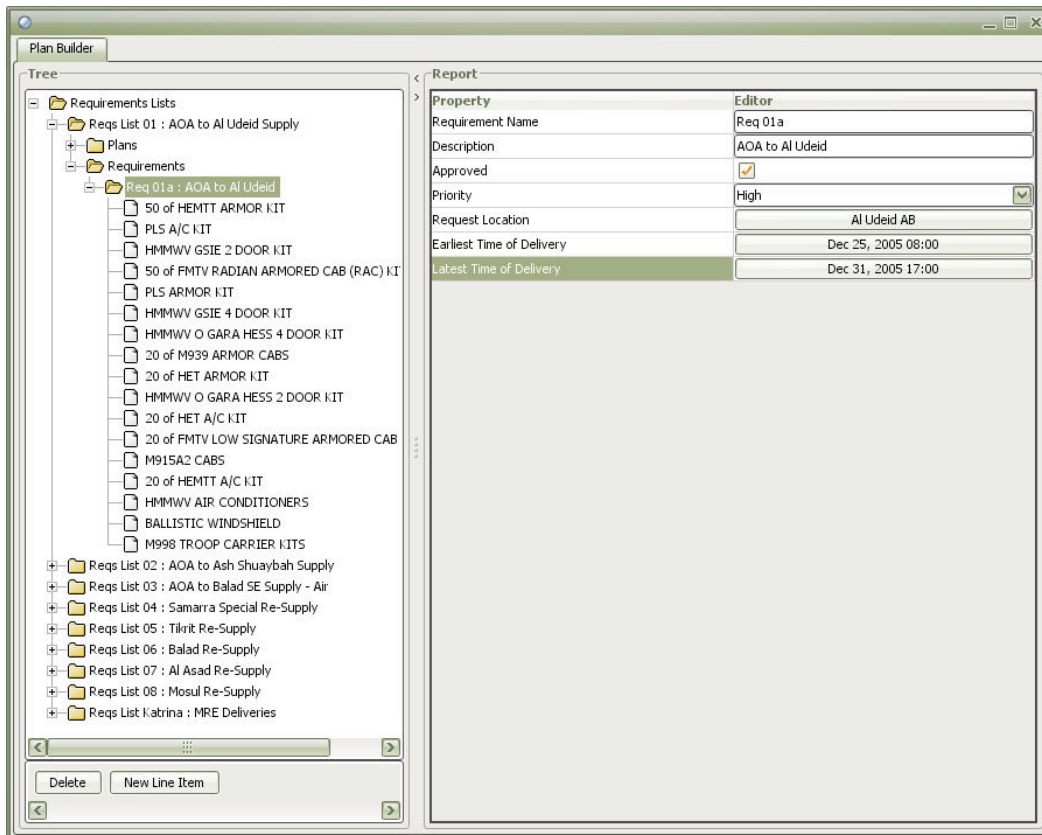 Plan Builder
Tree
Requirements Lists
Reqs List 01 : AOA to Al Udeid Supply
Plans
Requirements
Req 01a : AOA to Al Udeid
50 of HEMTT ARMOR KIT
PLS A/C KIT
HMMWV GSIE 2 DOOR KIT
50 of FMTV RADIAN ARMORED CAB (RAC) KI
PLS ARMOR KIT
HMMWV GSIE 4 DOOR KIT
HMMWV O GARA HESS 4 DOOR KIT
20 of M939 ARMOR CABS
20 of HET ARMOR KIT
HMMWV O GARA HESS 2 DOOR KIT
20 of HET A/C KIT
20 of FMTV LOW SIGNATURE ARMORED CAB
M915A2 CABS
20 of HEMTT A/C KIT
HMMWV AIR CONDITIONERS
BALLISTIC WINDSHIELD
M998 TROOP CARRIER KITS
Reqs List 02 : AOA to Ash Shuaybah Supply
Reqs List 03 : AOA to Balad SE Supply - Air
Reqs List 04 : Samarra Special Re-Supply
Reqs List 05 : Tikrit Re-Supply
Reqs List 06 : Balad Re-Supply
Reqs List 07 : Al Asad Re-Supply
Reqs List 08 : Mosul Re-Supply
Reqs List Katrina : MRE Deliveries
Delete New Line Item
Report
Property Editor
Requirement Name Req 01a
Description AOA to Al Udeid
Approved
Priority High
Request Location Al Udeid AB
Earliest Time of Delivery Dec 25, 2005 08:00
Latest Time of Delivery Dec 31, 2005 17:00